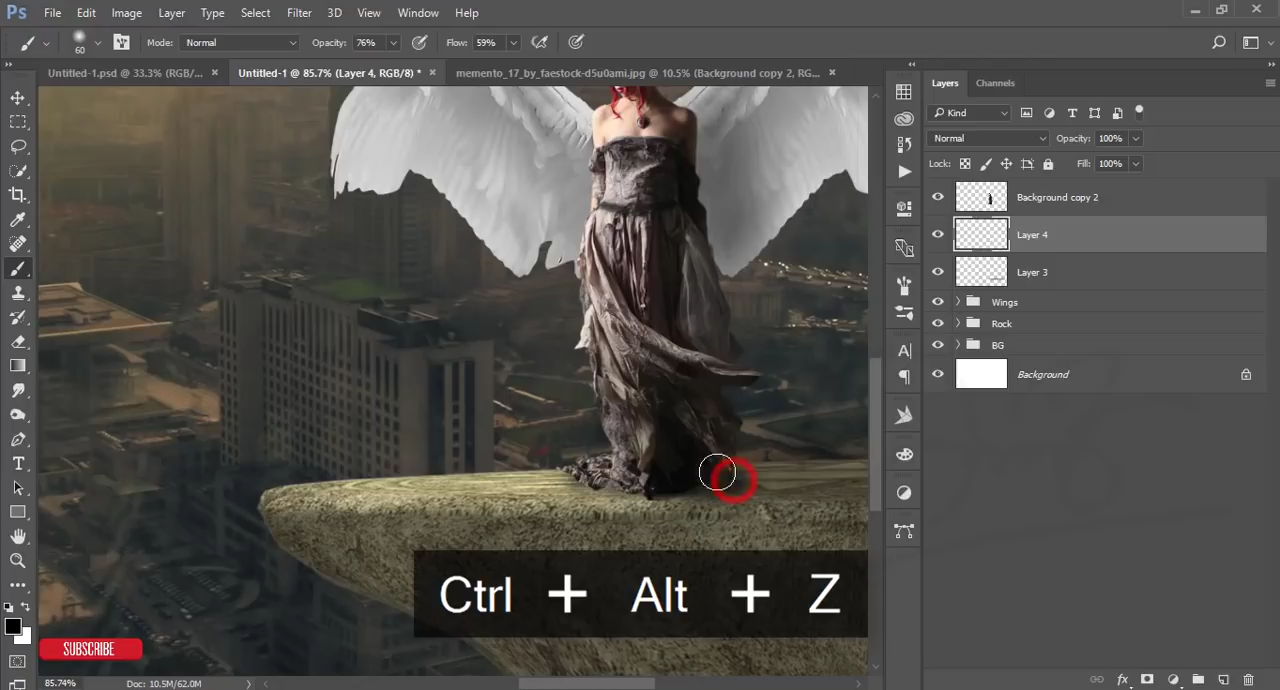 Ps File Edit Image Layer Type Select Filter 3D View Window Help
60 Mode: Normal Opacity: 76% Flow: 59%
Untitled-1.psd @ 33.3% (RGB/... × Untitled-1 @ 85.7% (Layer 4, RGB/8) * × memento_17_by_faestock-d5u0ami.jpg @ 10.5% (Background copy 2, RG... ×
Layers Channels
Kind
Normal Opacity: 100%
Lock: Fill: 100%
Background copy 2
Layer 4
Layer 3
Wings
Rock
BG
Background
Ctrl + Alt + Z
SUBSCRIBE
85.74% Doc: 10.5M/62.0M
fx